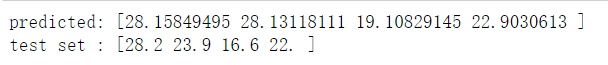 predicted: [28.15849495 28.13118111 19.10829145 22.9030613 ]
test set : [28.2 23.9 16.6 22. ]